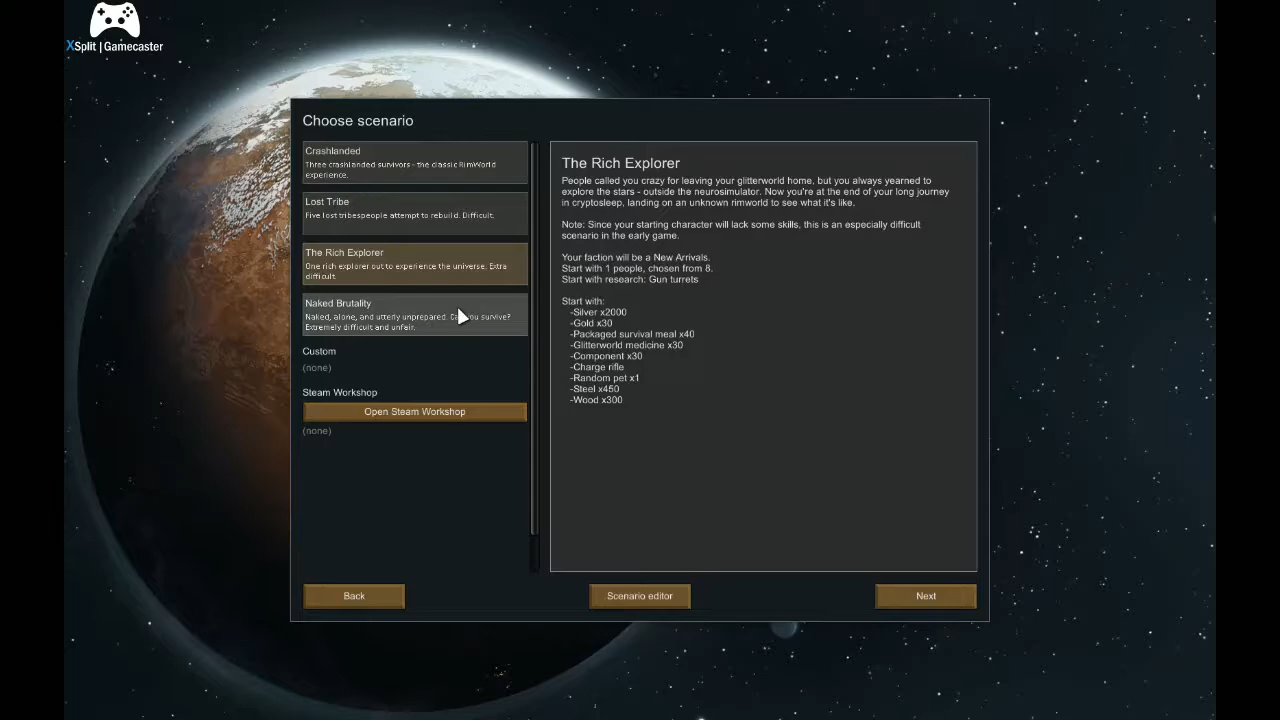 XSplit | Gamecaster
Choose scenario
Crashlanded
Three crashlanded survivors - the classic RimWorld
experience.
Lost Tribe
Five lost tribespeople attempt to rebuild. Difficult.
The Rich Explorer
One rich explorer out to experience the universe. Extra
difficult.
Naked Brutality
Naked, alone, and utterly unprepared. Ca you survive?
Extremely difficult and unfair.
Custom
(none)
Steam Workshop
Open Steam Workshop
(none)
The Rich Explorer
People called you crazy for leaving your glitterworld home, but you always yearned to
explore the stars - outside the neurosimulator. Now you're at the end of your long journey
in cryptosleep, landing on an unknown rimworld to see what it's like.
Note: Since your starting character will lack some skills, this is an especially difficult
scenario in the early game.
Your faction will be a New Arrivals.
Start with 1 people, chosen from 8.
Start with research: Gun turrets
Start with:
-Silver x2000
-Gold x30
-Packaged survival meal x40
-Glitterworld medicine x30
-Component x30
-Charge rifle
-Random pet x1
-Steel x450
-Wood x300
Back
Scenario editor
Next